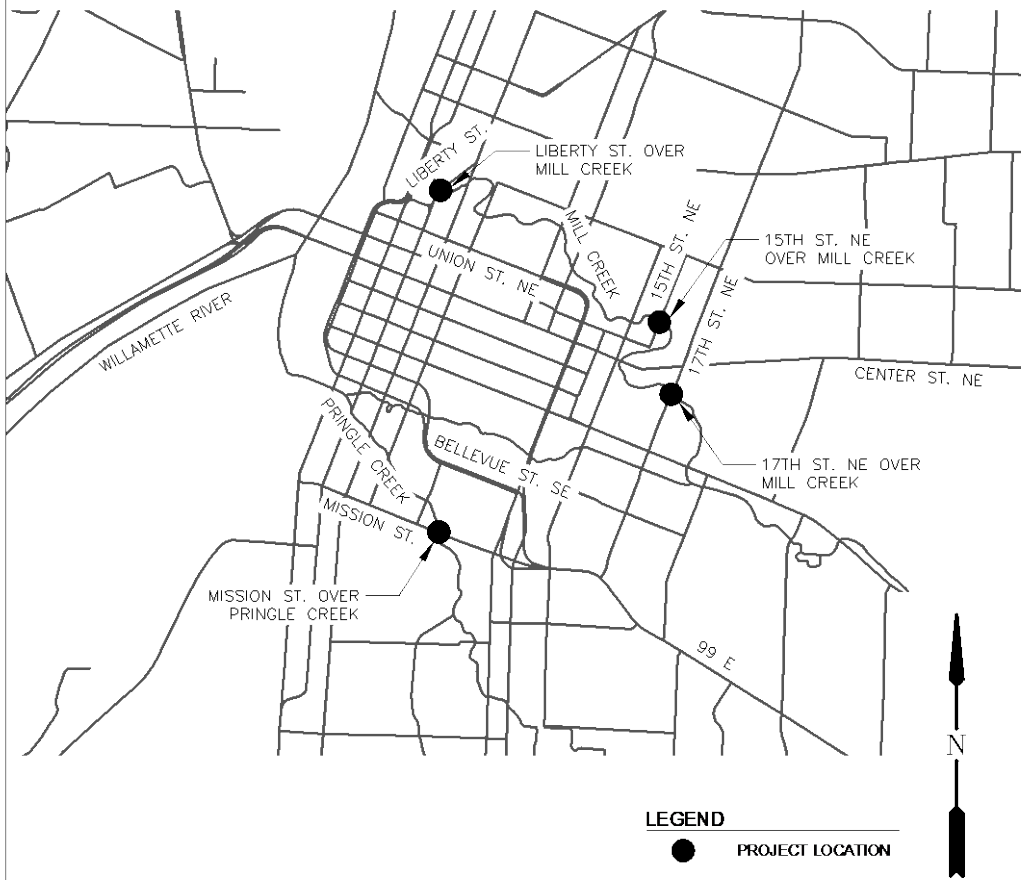 LIBERTY ST.
LIBERTY ST. OVER
MILL CREEK
MILL CREEK
15TH ST. NE
15TH ST. NE
OVER MILL CREEK
UNION ST. NE
17TH ST. NE
WILLAMETTE RIVER
CENTER ST. NE
PRINGLE CREEK
BELLEVUE ST. SE
17TH ST. NE OVER
MILL CREEK
MISSION ST.
MISSION ST. OVER
PRINGLE CREEK
99 E
N
LEGEND
PROJECT LOCATION